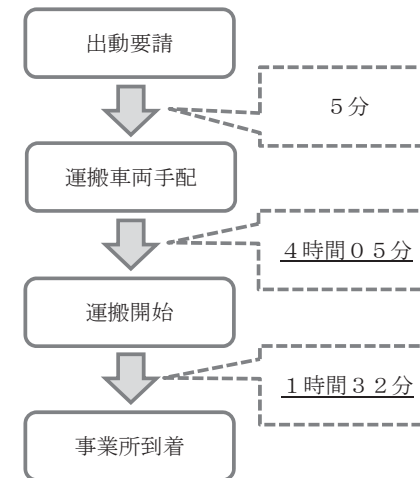 出動要請
５分
運搬車両手配
４時間０５分
運搬開始
１時間３２分
事業所到着